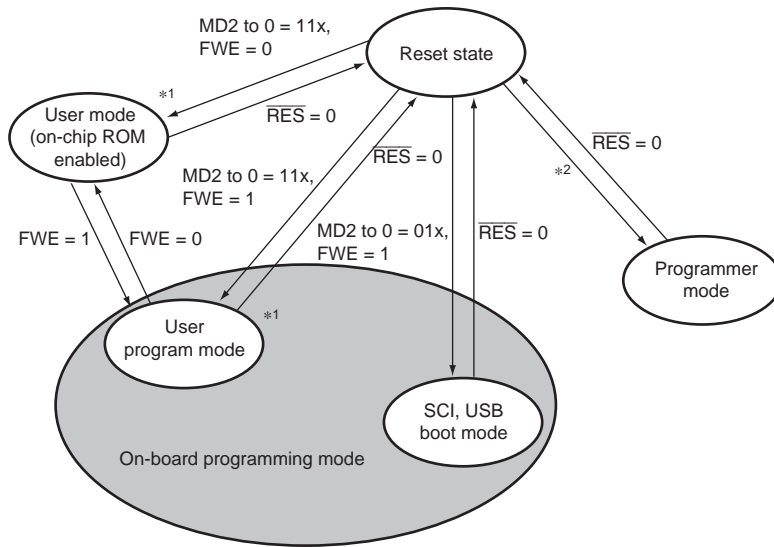 MD2 to 0 = 11x,
FWE = 0
Reset state
*1
RES = 0
User mode
(on-chip ROM
enabled)
MD2 to 0 = 11x,
FWE = 1
RES = 0
RES = 0
*2
FWE = 1
FWE = 0
MD2 to 0 = 01x,
FWE = 1
RES = 0
Programmer
mode
User
program mode
*1
SCI, USB
boot mode
On-board programming mode